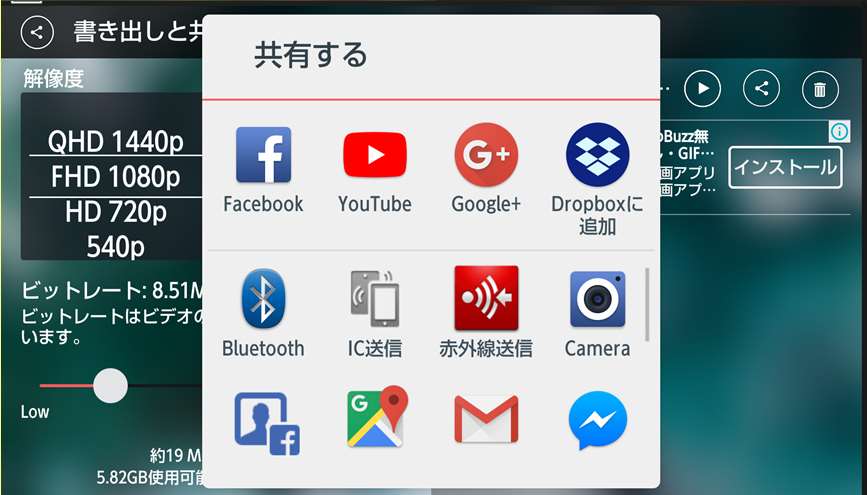 書き出しと共
解像度
QHD 1440p
FHD 1080p
HD 720p
540p
ビットレート: 8.51M
ビットレートはビデオの
います。
Low
約19 M
5.82GB使用可能
共有する
Facebook
YouTube
Google+
Dropboxに
追加
Bluetooth
IC送信
赤外線送信
Camera
oBuzz無
ル・GIF…
画アプリ
画アプ…
インストール